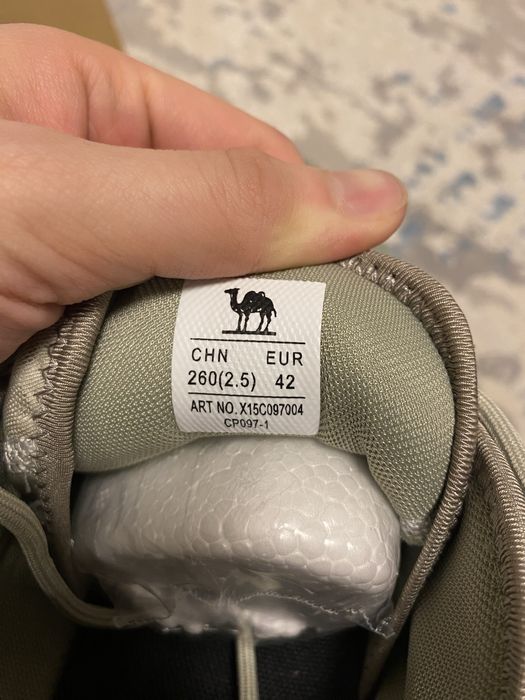 CHN EUR
260(2.5) 42
ART NO. X15C097004
CP097-1